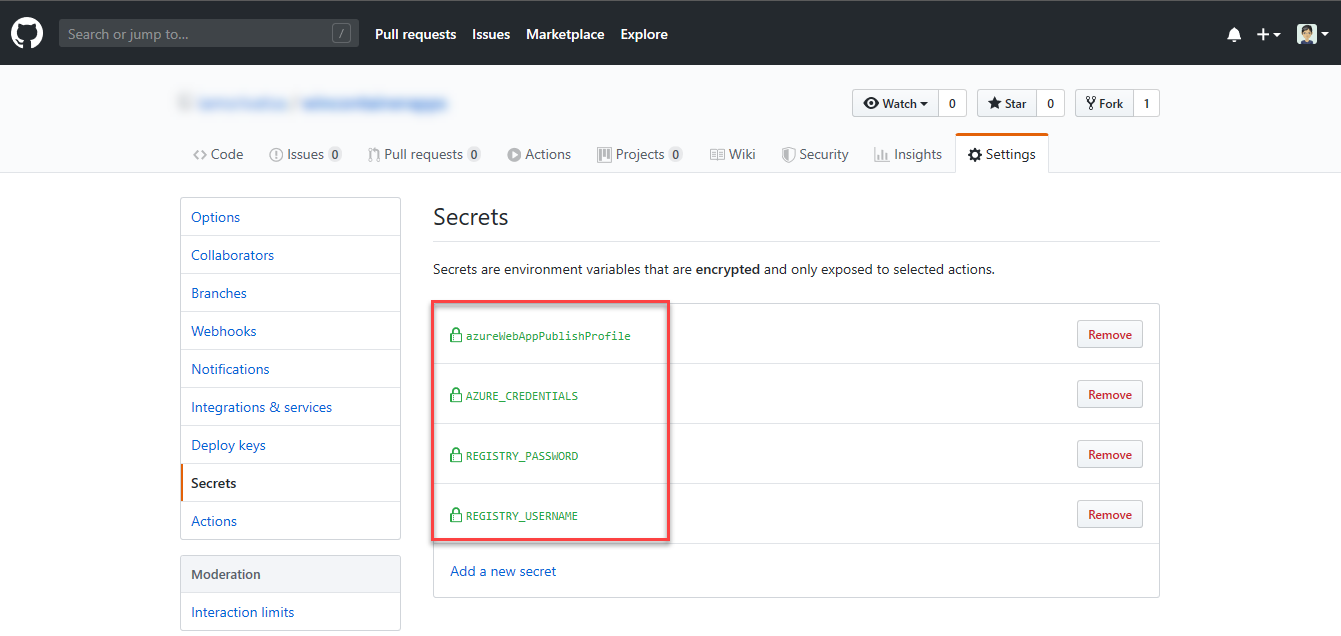 Search or jump to... / Pull requests Issues Marketplace Explore
Watch 0 Star 0 Fork 1
Code Issues 0 Pull requests 0 Actions Projects 0 Wiki Security Insights Settings
Options
Collaborators
Branches
Webhooks
Notifications
Integrations & services
Deploy keys
Secrets
Actions
Moderation
Interaction limits
Secrets
Secrets are environment variables that are encrypted and only exposed to selected actions.
azureWebAppPublishProfile Remove
AZURE_CREDENTIALS Remove
REGISTRY_PASSWORD Remove
REGISTRY_USERNAME Remove
Add a new secret